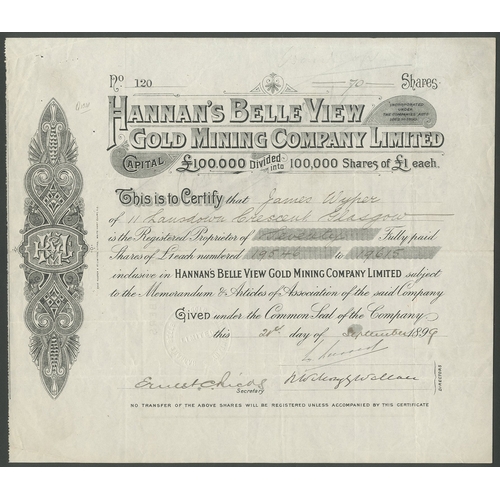 No 120 70 Shares
HANNAN'S BELLE VIEW
GOLD MINING COMPANY LIMITED
INCORPORATED
UNDER
THE COMPANIES ACTS
CAPITAL £100,000 Divided into 100,000 Shares of £1 each.
This is to Certify that James Wyper
of 11 Lansdown Crescent Glasgow
is the Registered Proprietor of Seventy Fully paid
Shares of £1 each numbered 19546 to 19615
inclusive in HANNAN'S BELLE VIEW GOLD MINING COMPANY LIMITED subject
to the Memorandum & Articles of Association of the said Company
GIVEN under the Common Seal of the Company
this day of September 1899
Secretary
DIRECTORS
NO TRANSFER OF THE ABOVE SHARES WILL BE REGISTERED UNLESS ACCOMPANIED BY THIS CERTIFICATE